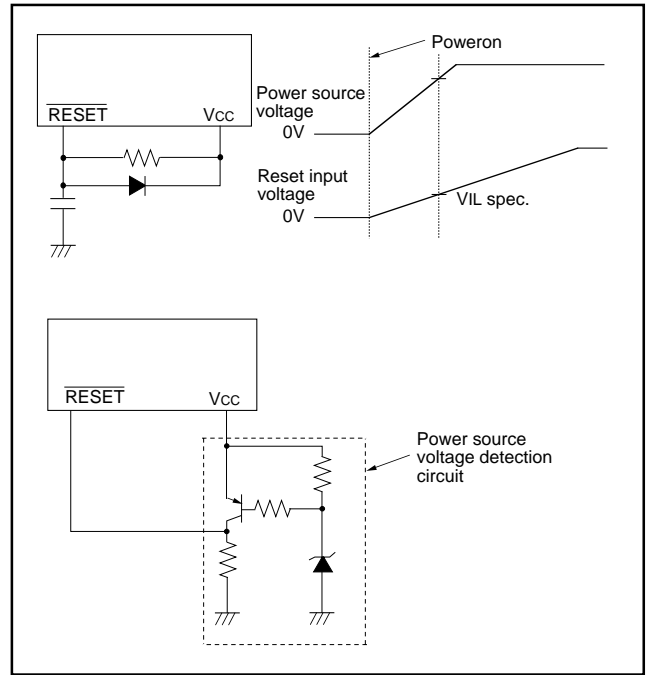 Poweron
RESET
Vcc
Power source
voltage
0V
Reset input
voltage
0V
VIL spec.
RESET
Vcc
Power source
voltage detection
circuit